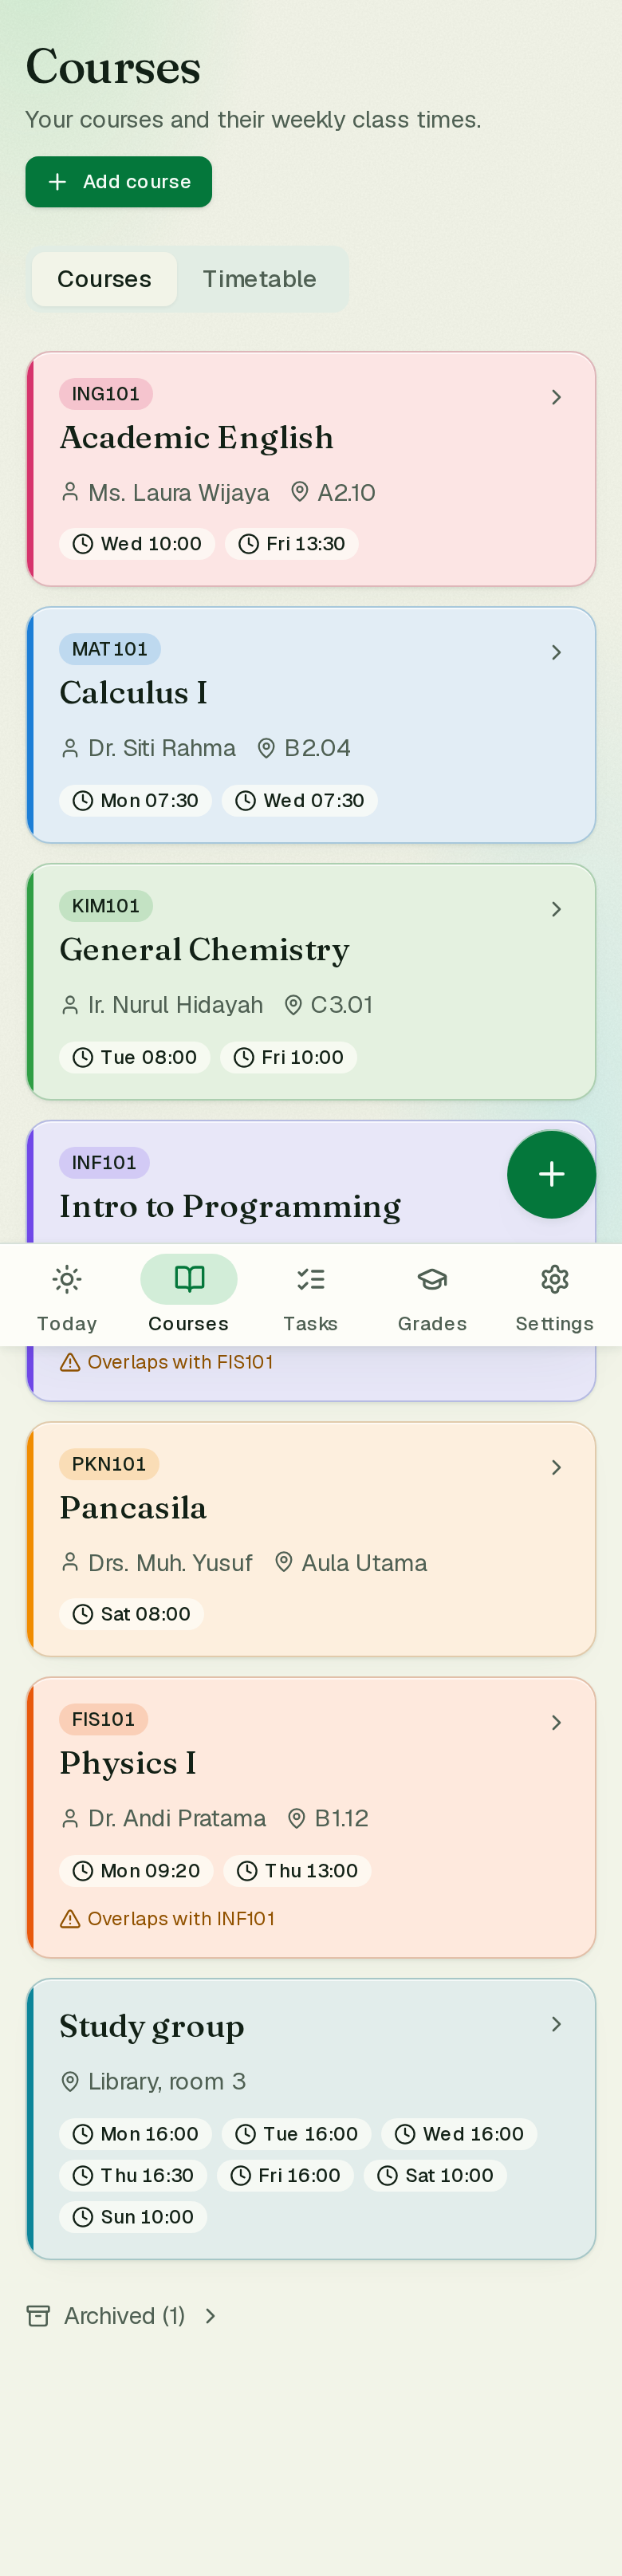 Courses
Your courses and their weekly class times.
Add course
Courses Timetable
ING101
Academic English
Ms. Laura Wijaya A2.10
Wed 10:00 Fri 13:30
MAT101
Calculus I
Dr. Siti Rahma B2.04
Mon 07:30 Wed 07:30
KIM101
General Chemistry
Ir. Nurul Hidayah C3.01
Tue 08:00 Fri 10:00
INF101
Intro to Programming
Today Courses Tasks Grades Settings
Overlaps with FIS101
PKN101
Pancasila
Drs. Muh. Yusuf Aula Utama
Sat 08:00
FIS101
Physics I
Dr. Andi Pratama B1.12
Mon 09:20 Thu 13:00
Overlaps with INF101
Study group
Library, room 3
Mon 16:00 Tue 16:00 Wed 16:00
Thu 16:30 Fri 16:00 Sat 10:00
Sun 10:00
Archived (1)